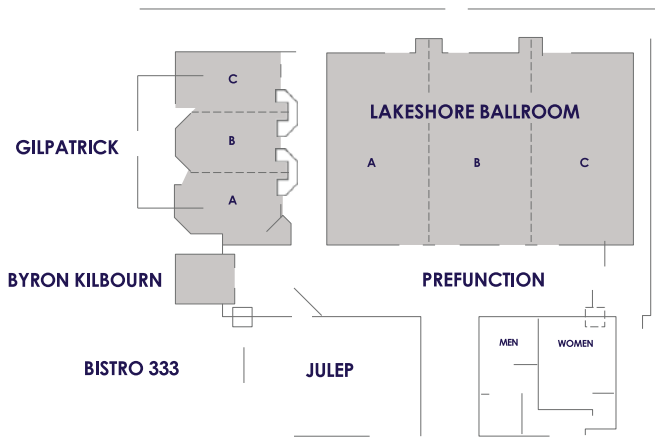 C
LAKESHORE BALLROOM
GILPATRICK
B
A
B
C
A
BYRON KILBOURN
PREFUNCTION
MEN
WOMEN
BISTRO 333
JULEP